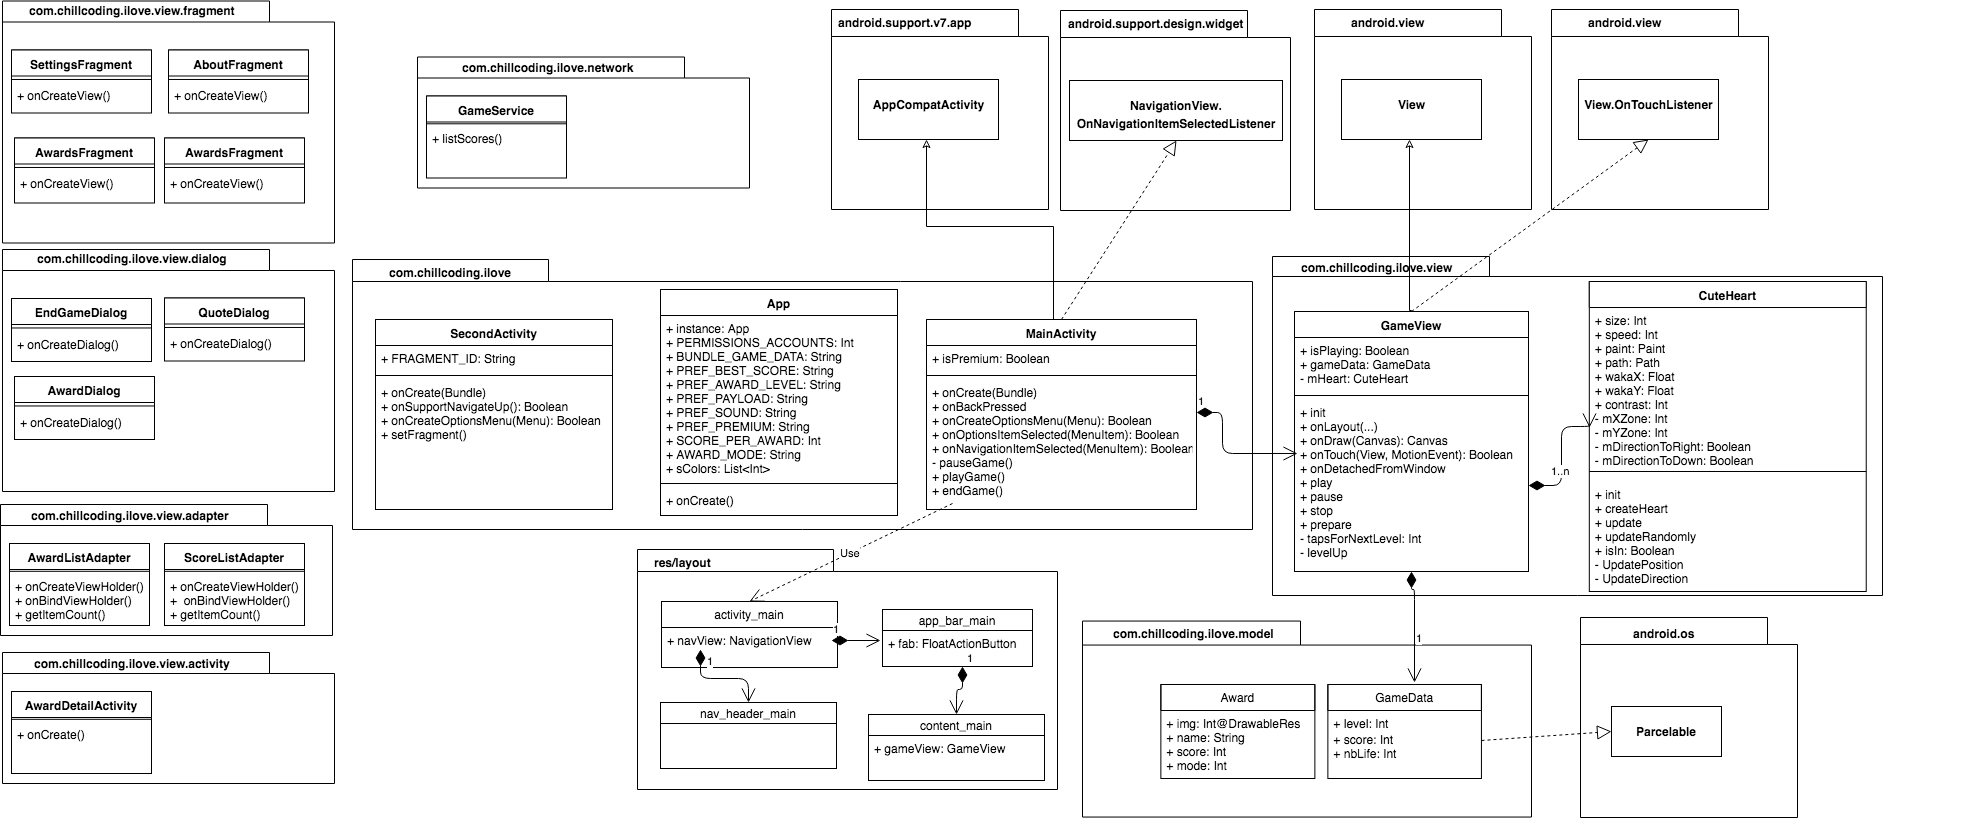 com.chillcoding.ilove.view.fragment
SettingsFragment
+ onCreateView()
AboutFragment
+ onCreateView()
AwardsFragment
+ onCreateView()
AwardsFragment
+ onCreateView()
com.chillcoding.ilove.view.dialog
EndGameDialog
+ onCreateDialog()
QuoteDialog
+ onCreateDialog()
AwardDialog
+ onCreateDialog()
com.chillcoding.ilove.view.adapter
AwardListAdapter
+ onCreateViewHolder()
+ onBindViewHolder()
+ getItemCount()
ScoreListAdapter
+ onCreateViewHolder()
+ onBindViewHolder()
+ getItemCount()
com.chillcoding.ilove.view.activity
AwardDetailActivity
+ onCreate()
com.chillcoding.ilove.network
GameService
+ listScores()
android.support.v7.app
AppCompatActivity
android.support.design.widget
NavigationView.
OnNavigationItemSelectedListener
android.view
View
android.view
View.OnTouchListener
com.chillcoding.ilove
SecondActivity
+ FRAGMENT_ID: String
+ onCreate(Bundle)
+ onSupportNavigateUp(): Boolean
+ onCreateOptionsMenu(Menu): Boolean
+ setFragment()
App
+ instance: App
+ PERMISSIONS_ACCOUNTS: Int
+ BUNDLE_GAME_DATA: String
+ PREF_BEST_SCORE: String
+ PREF_AWARD_LEVEL: String
+ PREF_PAYLOAD: String
+ PREF_SOUND: String
+ PREF_PREMIUM: String
+ SCORE_PER_AWARD: Int
+ AWARD_MODE: String
+ sColors: List<Int>
+ onCreate()
MainActivity
+ isPremium: Boolean
+ onCreate(Bundle)
+ onBackPressed
+ onCreateOptionsMenu(Menu): Boolean
+ onOptionsItemSelected(MenuItem): Boolean
+ onNavigationItemSelected(MenuItem): Boolean
- pauseGame()
+ playGame()
+ endGame()
1
com.chillcoding.ilove.view
GameView
+ isPlaying: Boolean
+ gameData: GameData
- mHeart: CuteHeart
+ init
+ onLayout(...)
+ onDraw(Canvas): Canvas
+ onTouch(View, MotionEvent): Boolean
+ onDetachedFromWindow
+ play
+ pause
+ stop
+ prepare
- tapsForNextLevel: Int
- levelUp
1..n
CuteHeart
+ size: Int
+ speed: Int
+ paint: Paint
+ path: Path
+ wakaX: Float
+ wakaY: Float
+ contrast: Int
- mXZone: Int
- mYZone: Int
- mDirectionToRight: Boolean
- mDirectionToDown: Boolean
+ init
+ createHeart
+ update
+ updateRandomly
+ isIn: Boolean
- UpdatePosition
- UpdateDirection
res/layout
Use
activity_main
+ navView: NavigationView
1
1
app_bar_main
+ fab: FloatActionButton
1
nav_header_main
content_main
+ gameView: GameView
com.chillcoding.ilove.model
1
Award
+ img: Int@DrawableRes
+ name: String
+ score: Int
+ mode: Int
GameData
+ level: Int
+ score: Int
+ nbLife: Int
android.os
Parcelable